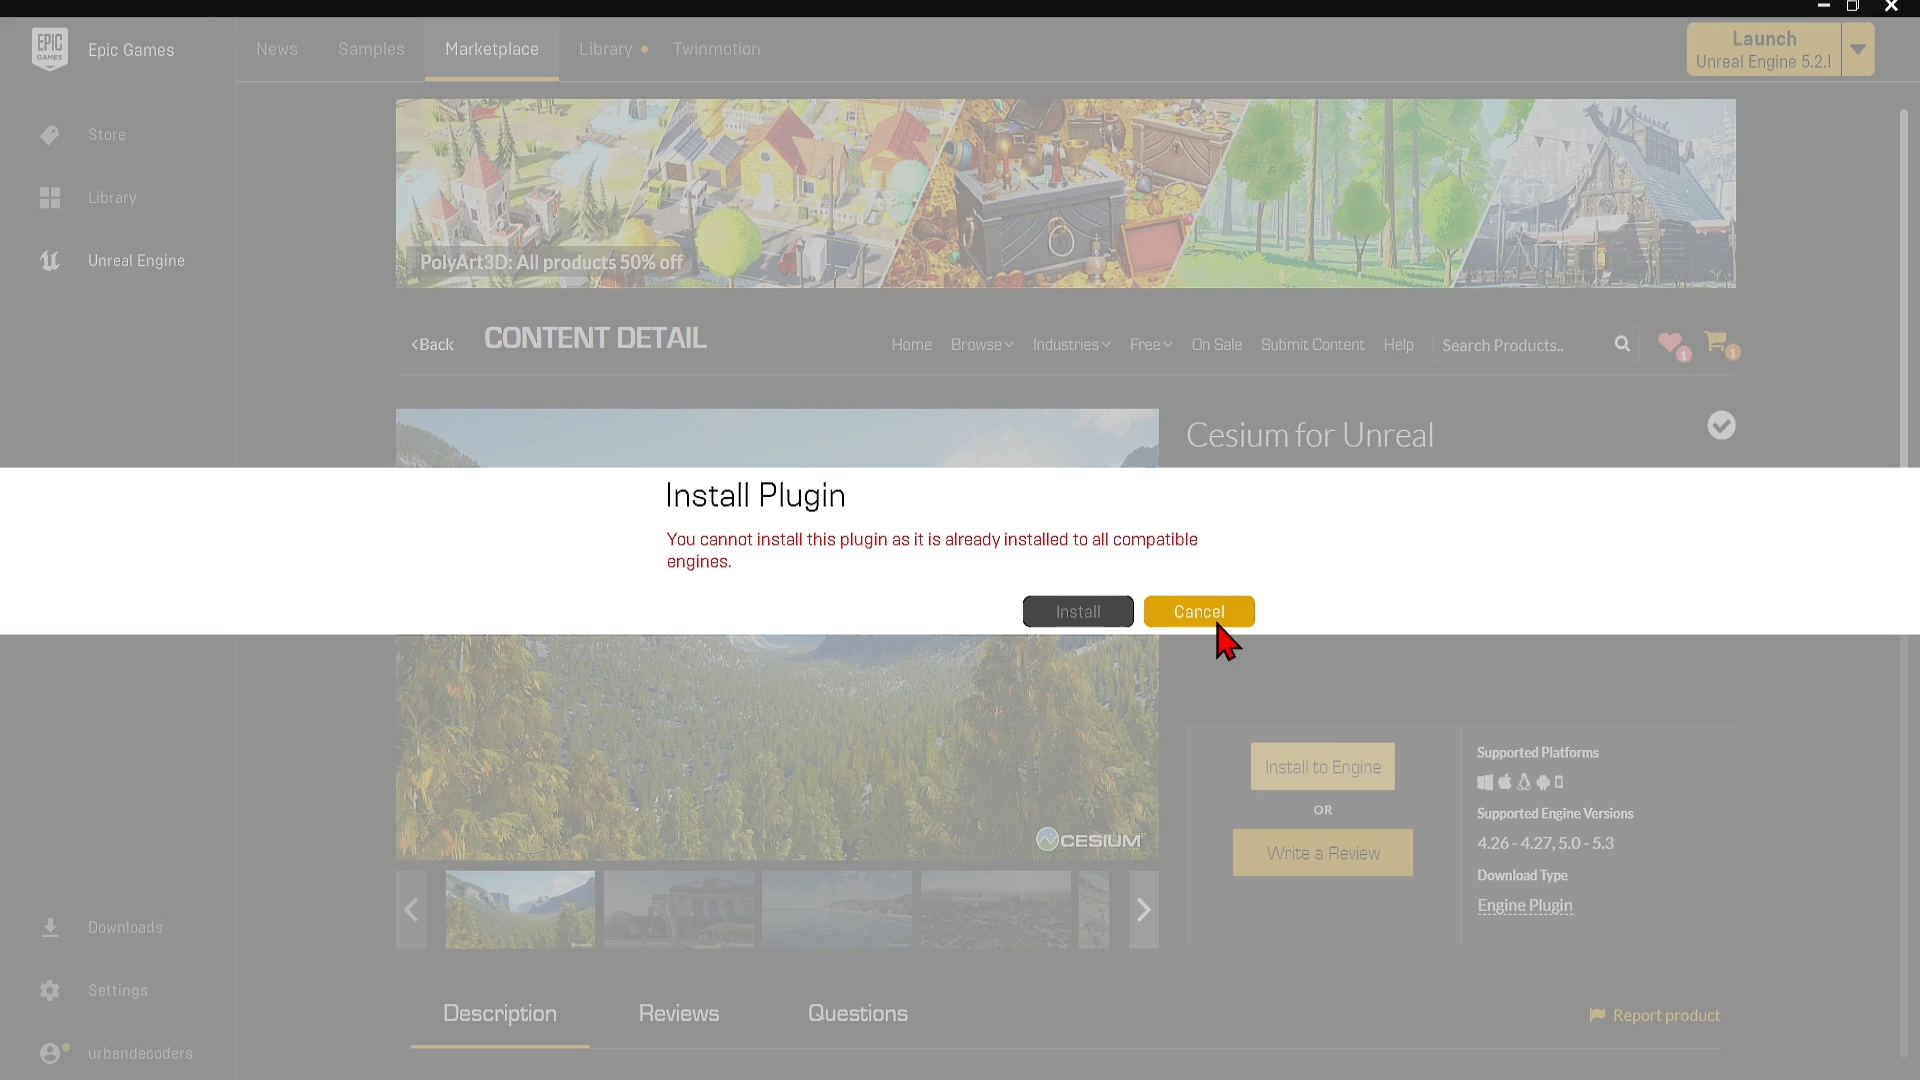 EPIC
GAMES
Epic Games
News
Samples
Marketplace
Library
Twinmotion
Launch
Unreal Engine 5.2.1
Store
Library
Unreal Engine
PolyArt3D: All products 50% off
<Back
CONTENT DETAIL
Home
Browse
Industries
Free
On Sale
Submit Content
Help
Search Products..
1
1
Cesium for Unreal
Install Plugin
You cannot install this plugin as it is already installed to all compatible
engines.
Install
Cancel
CESIUM
Install to Engine
OR
Write a Review
Supported Platforms
Supported Engine Versions
4.26 - 4.27, 5.0 - 5.3
Download Type
Engine Plugin
Downloads
Settings
urbandecoders
Description
Reviews
Questions
Report product